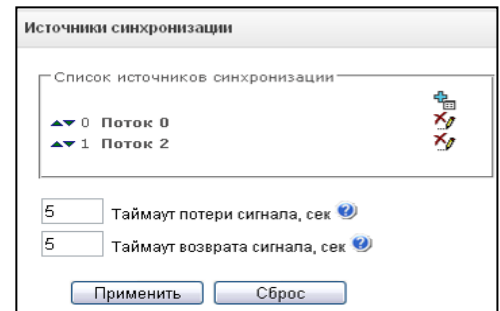 Источники синхронизации
Список источников синхронизации
0 Поток 0
1 Поток 2
5 Таймаут потери сигнала, сек
5 Таймаут возврата сигнала, сек
Применить Сброс